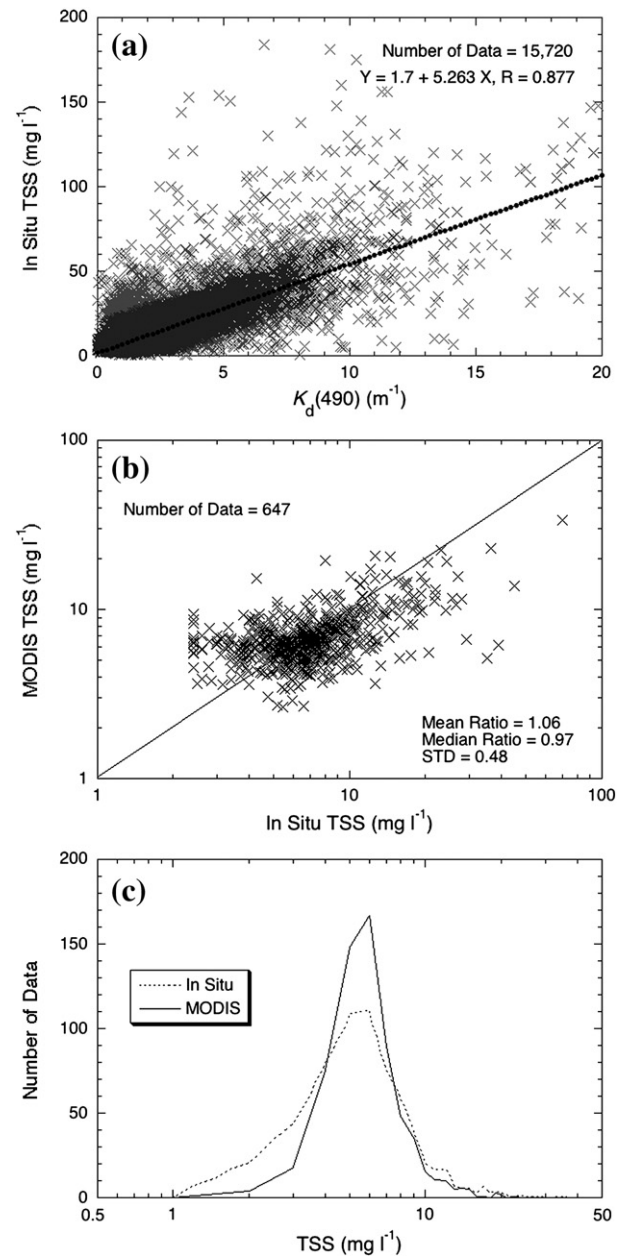 (a)
Number of Data = 15,720
Y = 1.7 + 5.263 X, R = 0.877
In Situ TSS (mg l⁻¹)
200
150
100
50
0
0 5 10 15 20
K_d(490) (m⁻¹)
(b)
Number of Data = 647
MODIS TSS (mg l⁻¹)
100
10
1
Mean Ratio = 1.06
Median Ratio = 0.97
STD = 0.48
1 10 100
In Situ TSS (mg l⁻¹)
(c)
Number of Data
200
150
100
50
0
In Situ
MODIS
0.5 1 10 50
TSS (mg l⁻¹)